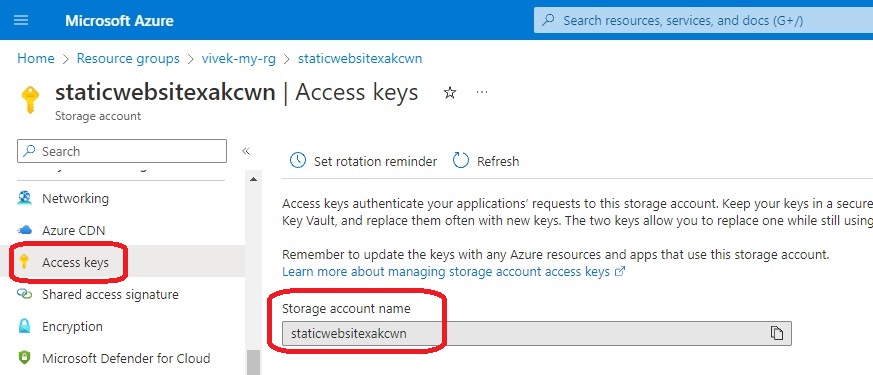 Microsoft Azure
Search resources, services, and docs (G+/)
Home > Resource groups > vivek-my-rg > staticwebsitexakcwn
staticwebsitexakcwn | Access keys
Storage account
Search
Networking
Azure CDN
Access keys
Shared access signature
Encryption
Microsoft Defender for Cloud
Set rotation reminder
Refresh
Access keys authenticate your applications' requests to this storage account. Keep your keys in a secure
Key Vault, and replace them often with new keys. The two keys allow you to replace one while still using
Remember to update the keys with any Azure resources and apps that use this storage account.
Learn more about managing storage account access keys
Storage account name
staticwebsitexakcwn